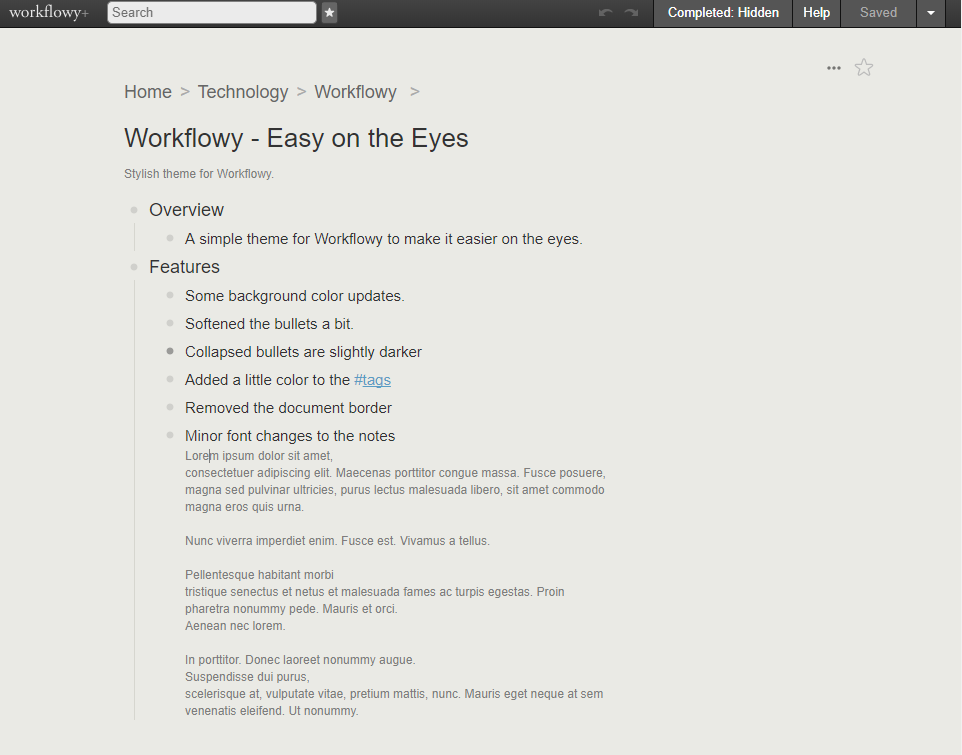 workflowy+ Search Completed: Hidden Help Saved
Home > Technology > Workflowy >
Workflowy - Easy on the Eyes
Stylish theme for Workflowy.
Overview
A simple theme for Workflowy to make it easier on the eyes.
Features
Some background color updates.
Softened the bullets a bit.
Collapsed bullets are slightly darker
Added a little color to the #tags
Removed the document border
Minor font changes to the notes
Lorem ipsum dolor sit amet,
consectetuer adipiscing elit. Maecenas porttitor congue massa. Fusce posuere,
magna sed pulvinar ultricies, purus lectus malesuada libero, sit amet commodo
magna eros quis urna.
Nunc viverra imperdiet enim. Fusce est. Vivamus a tellus.
Pellentesque habitant morbi
tristique senectus et netus et malesuada fames ac turpis egestas. Proin
pharetra nonummy pede. Mauris et orci.
Aenean nec lorem.
In porttitor. Donec laoreet nonummy augue.
Suspendisse dui purus,
scelerisque at, vulputate vitae, pretium mattis, nunc. Mauris eget neque at sem
venenatis eleifend. Ut nonummy.